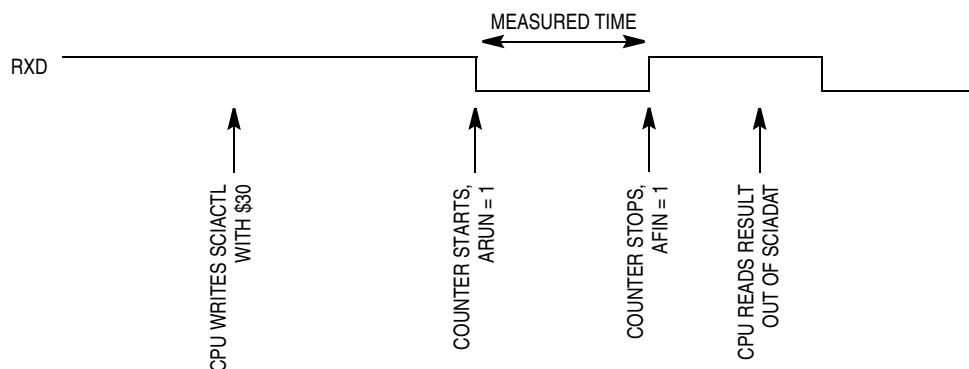 MEASURED TIME
RXD
CPU WRITES SCIACTL
WITH $30
COUNTER STARTS,
ARUN = 1
COUNTER STOPS,
AFIN = 1
CPU READS RESULT
OUT OF SCIADAT